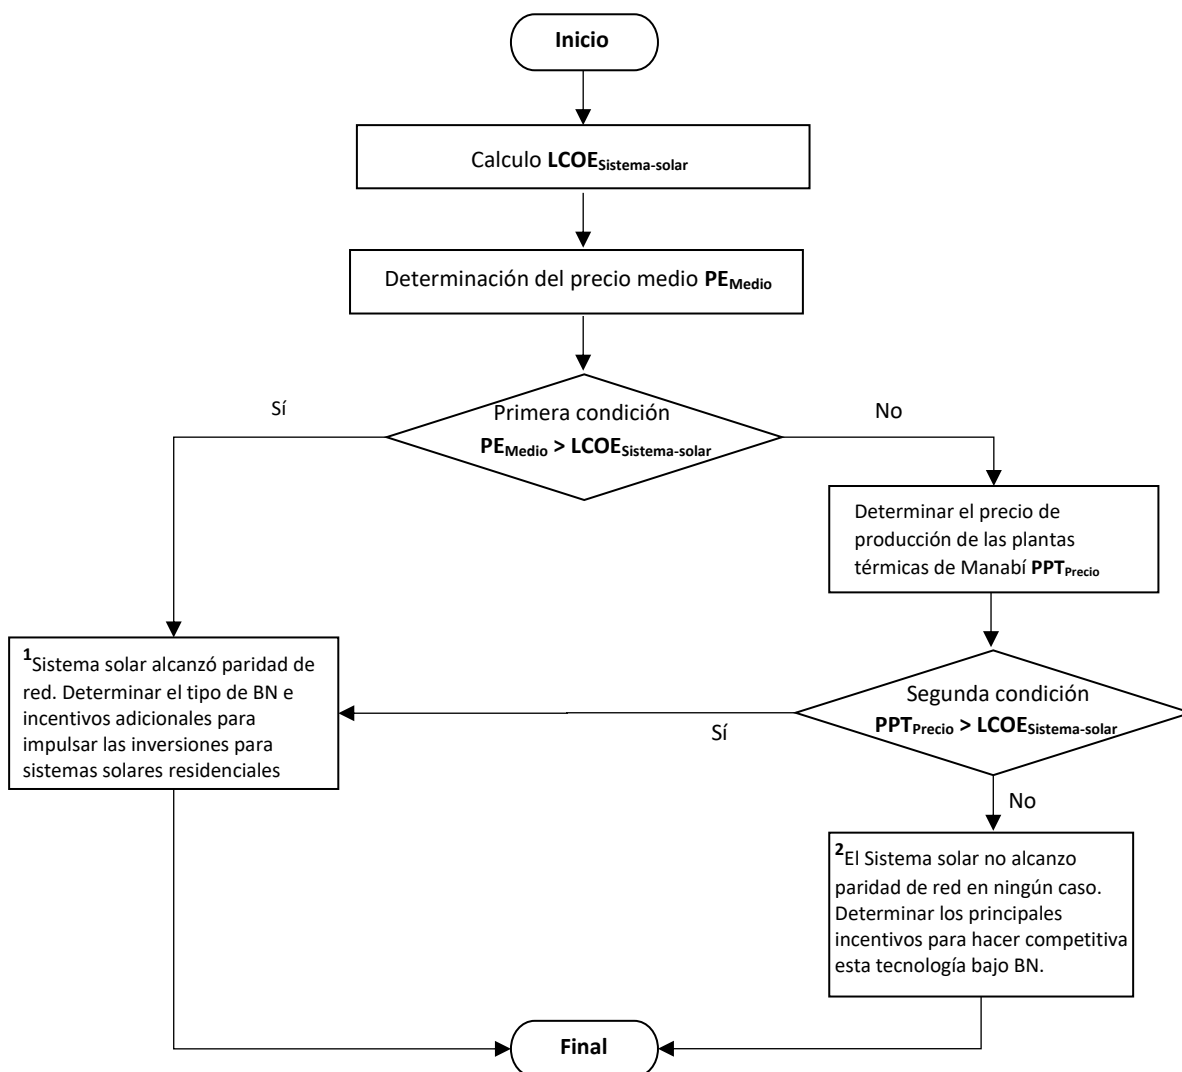 Inicio
Calculo LCOESistema-solar
Determinación del precio medio PEMedio
Sí
Primera condición
No
PEMedio > LCOESistema-solar
Determinar el precio de
producción de las plantas
térmicas de Manabí PPTPrecio
1Sistema solar alcanzó paridad de
red. Determinar el tipo de BN e
incentivos adicionales para
impulsar las inversiones para
sistemas solares residenciales
Segunda condición
PPTPrecio > LCOESistema-solar
Sí
No
2El Sistema solar no alcanzo
paridad de red en ningún caso.
Determinar los principales
incentivos para hacer competitiva
esta tecnología bajo BN.
Final